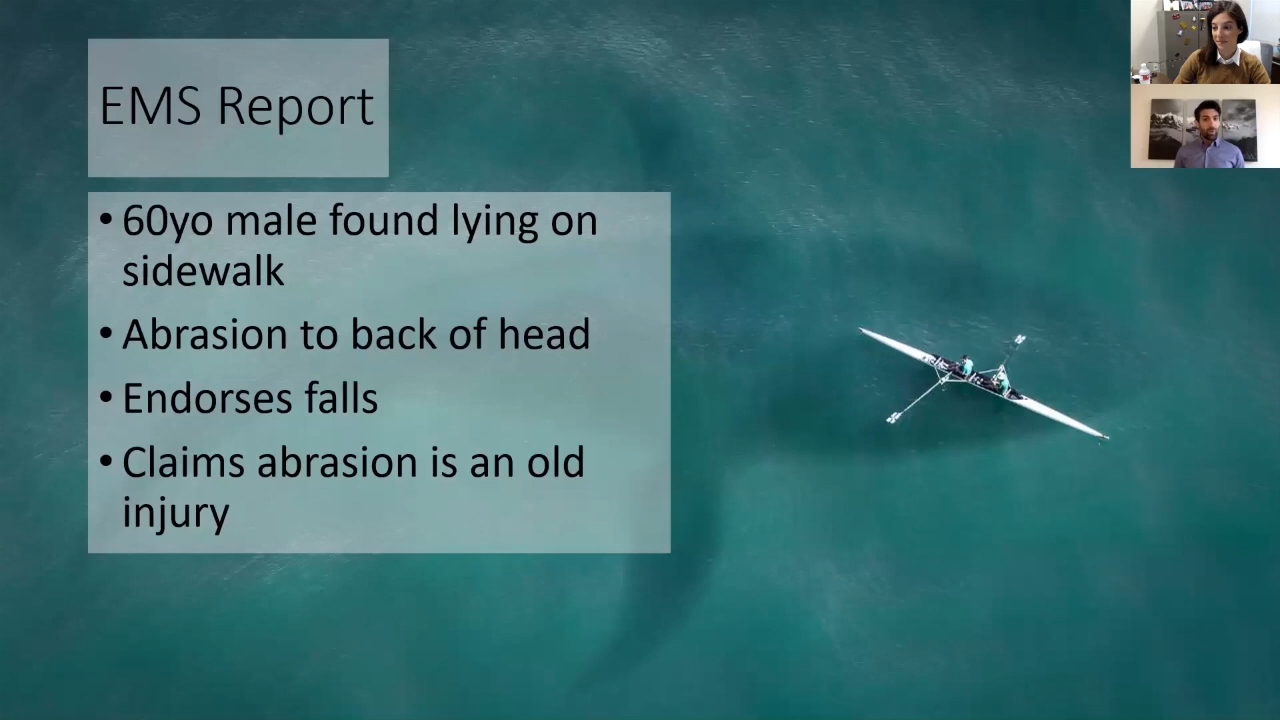 EMS Report
• 60yo male found lying on
sidewalk
• Abrasion to back of head
• Endorses falls
• Claims abrasion is an old
injury